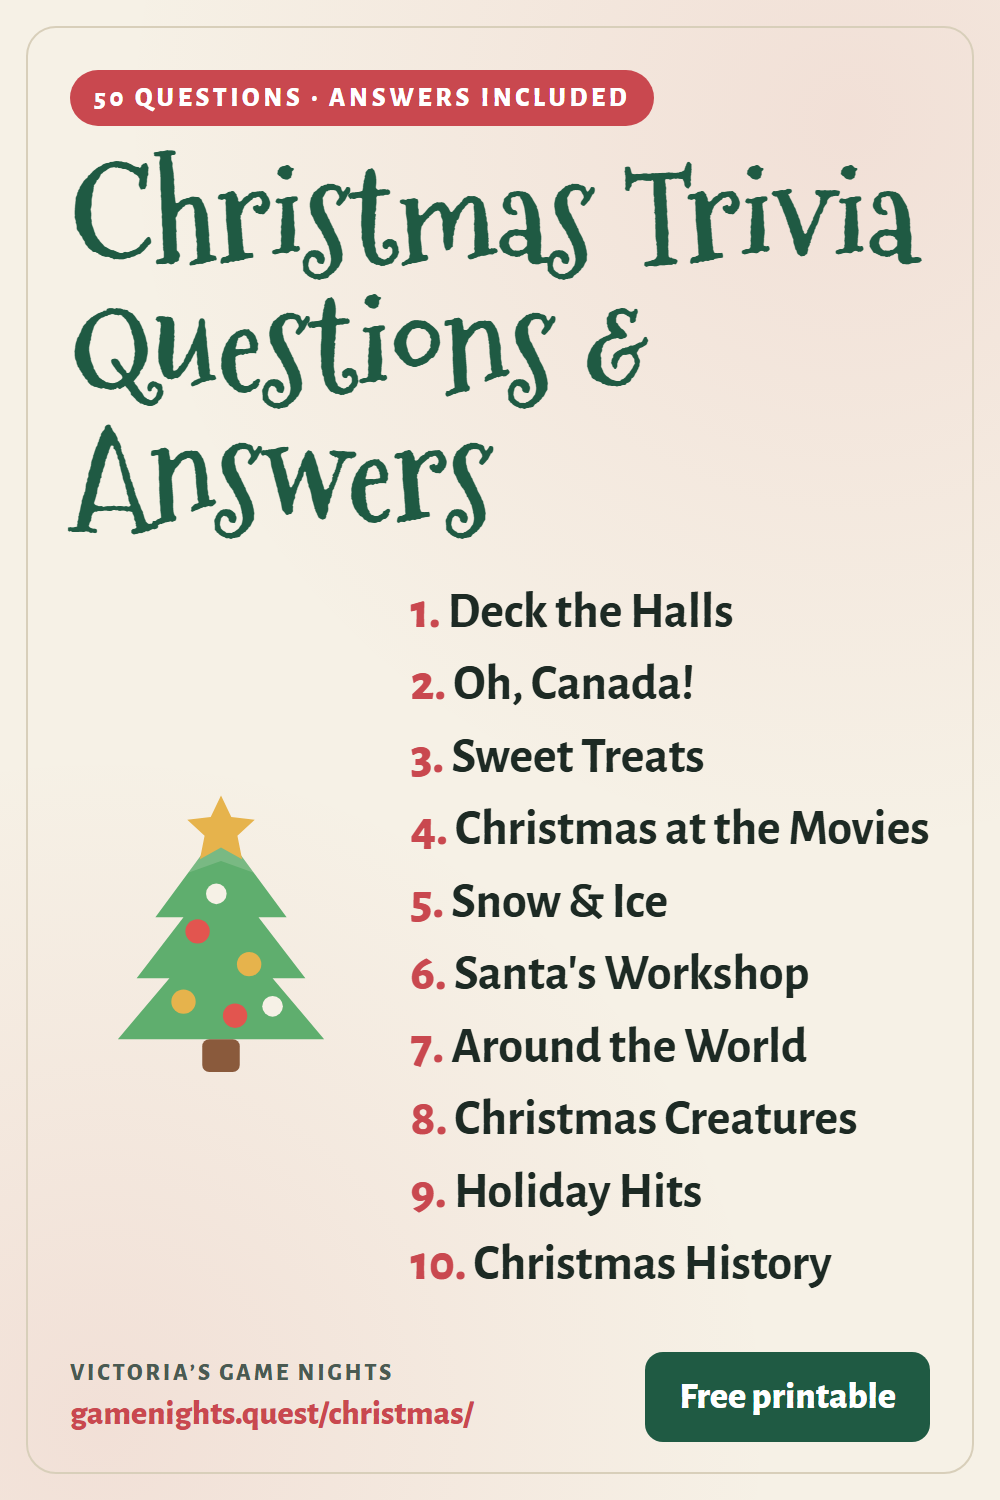 50 QUESTIONS · ANSWERS INCLUDED
Christmas Trivia
Questions &
Answers
1. Deck the Halls
2. Oh, Canada!
3. Sweet Treats
4. Christmas at the Movies
5. Snow & Ice
6. Santa's Workshop
7. Around the World
8. Christmas Creatures
9. Holiday Hits
10. Christmas History
VICTORIA’S GAME NIGHTS
gamenights.quest/christmas/
Free printable